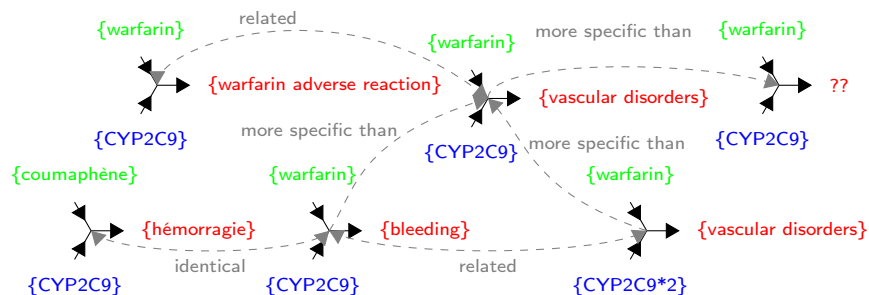 related
{warfarin}
{warfarin}
more specific than
{warfarin}
{warfarin adverse reaction}
{vascular disorders}
??
{CYP2C9}
more specific than
{CYP2C9}
more specific than
{CYP2C9}
{coumaphène}
{warfarin}
{warfarin}
{hémorragie}
{bleeding}
{vascular disorders}
{CYP2C9}
identical
{CYP2C9}
related
{CYP2C9*2}